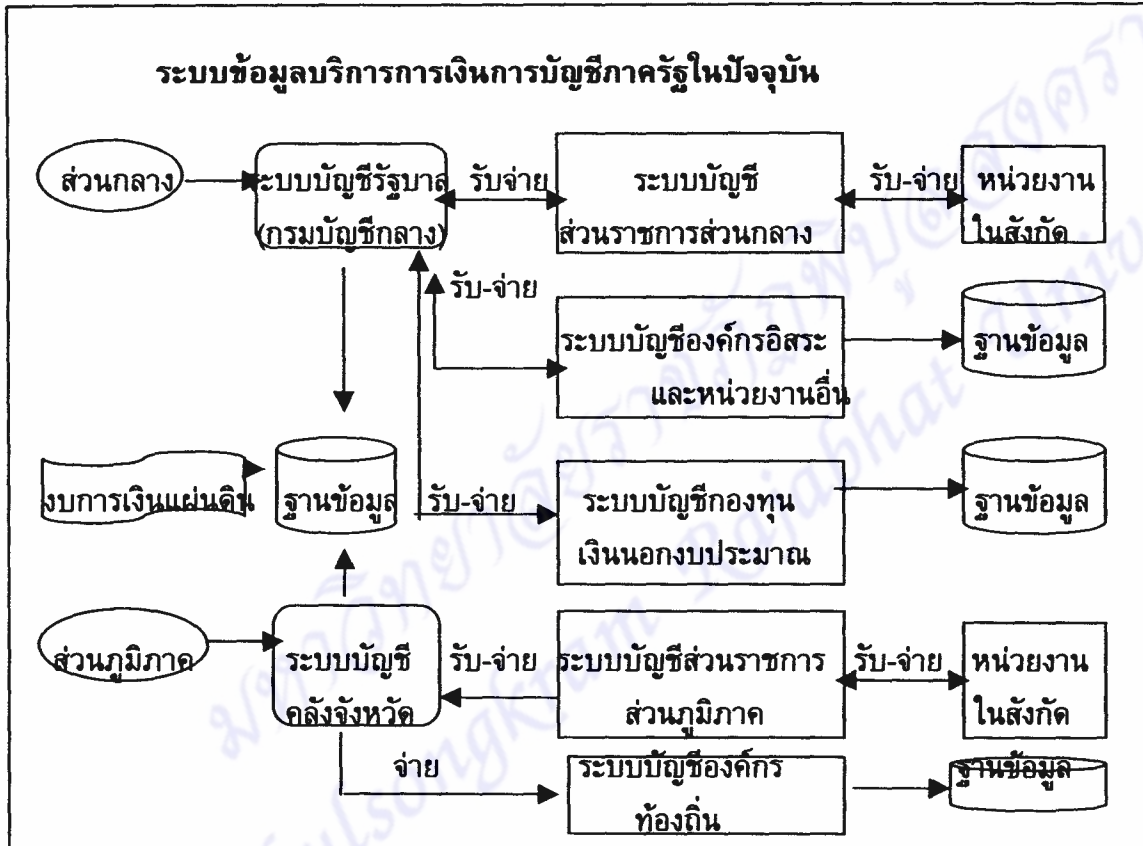 ระบบข้อมูลบริการการเงินการบัญชีภาครัฐในปัจจุบัน
ส่วนกลาง
ระบบบัญชีรัฐบาล
(กรมบัญชีกลาง)
รับจ่าย
ระบบบัญชี
ส่วนราชการส่วนกลาง
รับ-จ่าย
หน่วยงาน
ในสังกัด
รับ-จ่าย
ระบบบัญชีองค์กรอิสระ
และหน่วยงานอื่น
ฐานข้อมูล
งบการเงินแผ่นดิน
ฐานข้อมูล
รับ-จ่าย
ระบบบัญชีกองทุน
เงินนอกงบประมาณ
ฐานข้อมูล
ส่วนภูมิภาค
ระบบบัญชี
คลังจังหวัด
รับ-จ่าย
ระบบบัญชีส่วนราชการ
ส่วนภูมิภาค
รับ-จ่าย
หน่วยงาน
ในสังกัด
จ่าย
ระบบบัญชีองค์กร
ท้องถิ่น
ฐานข้อมูล